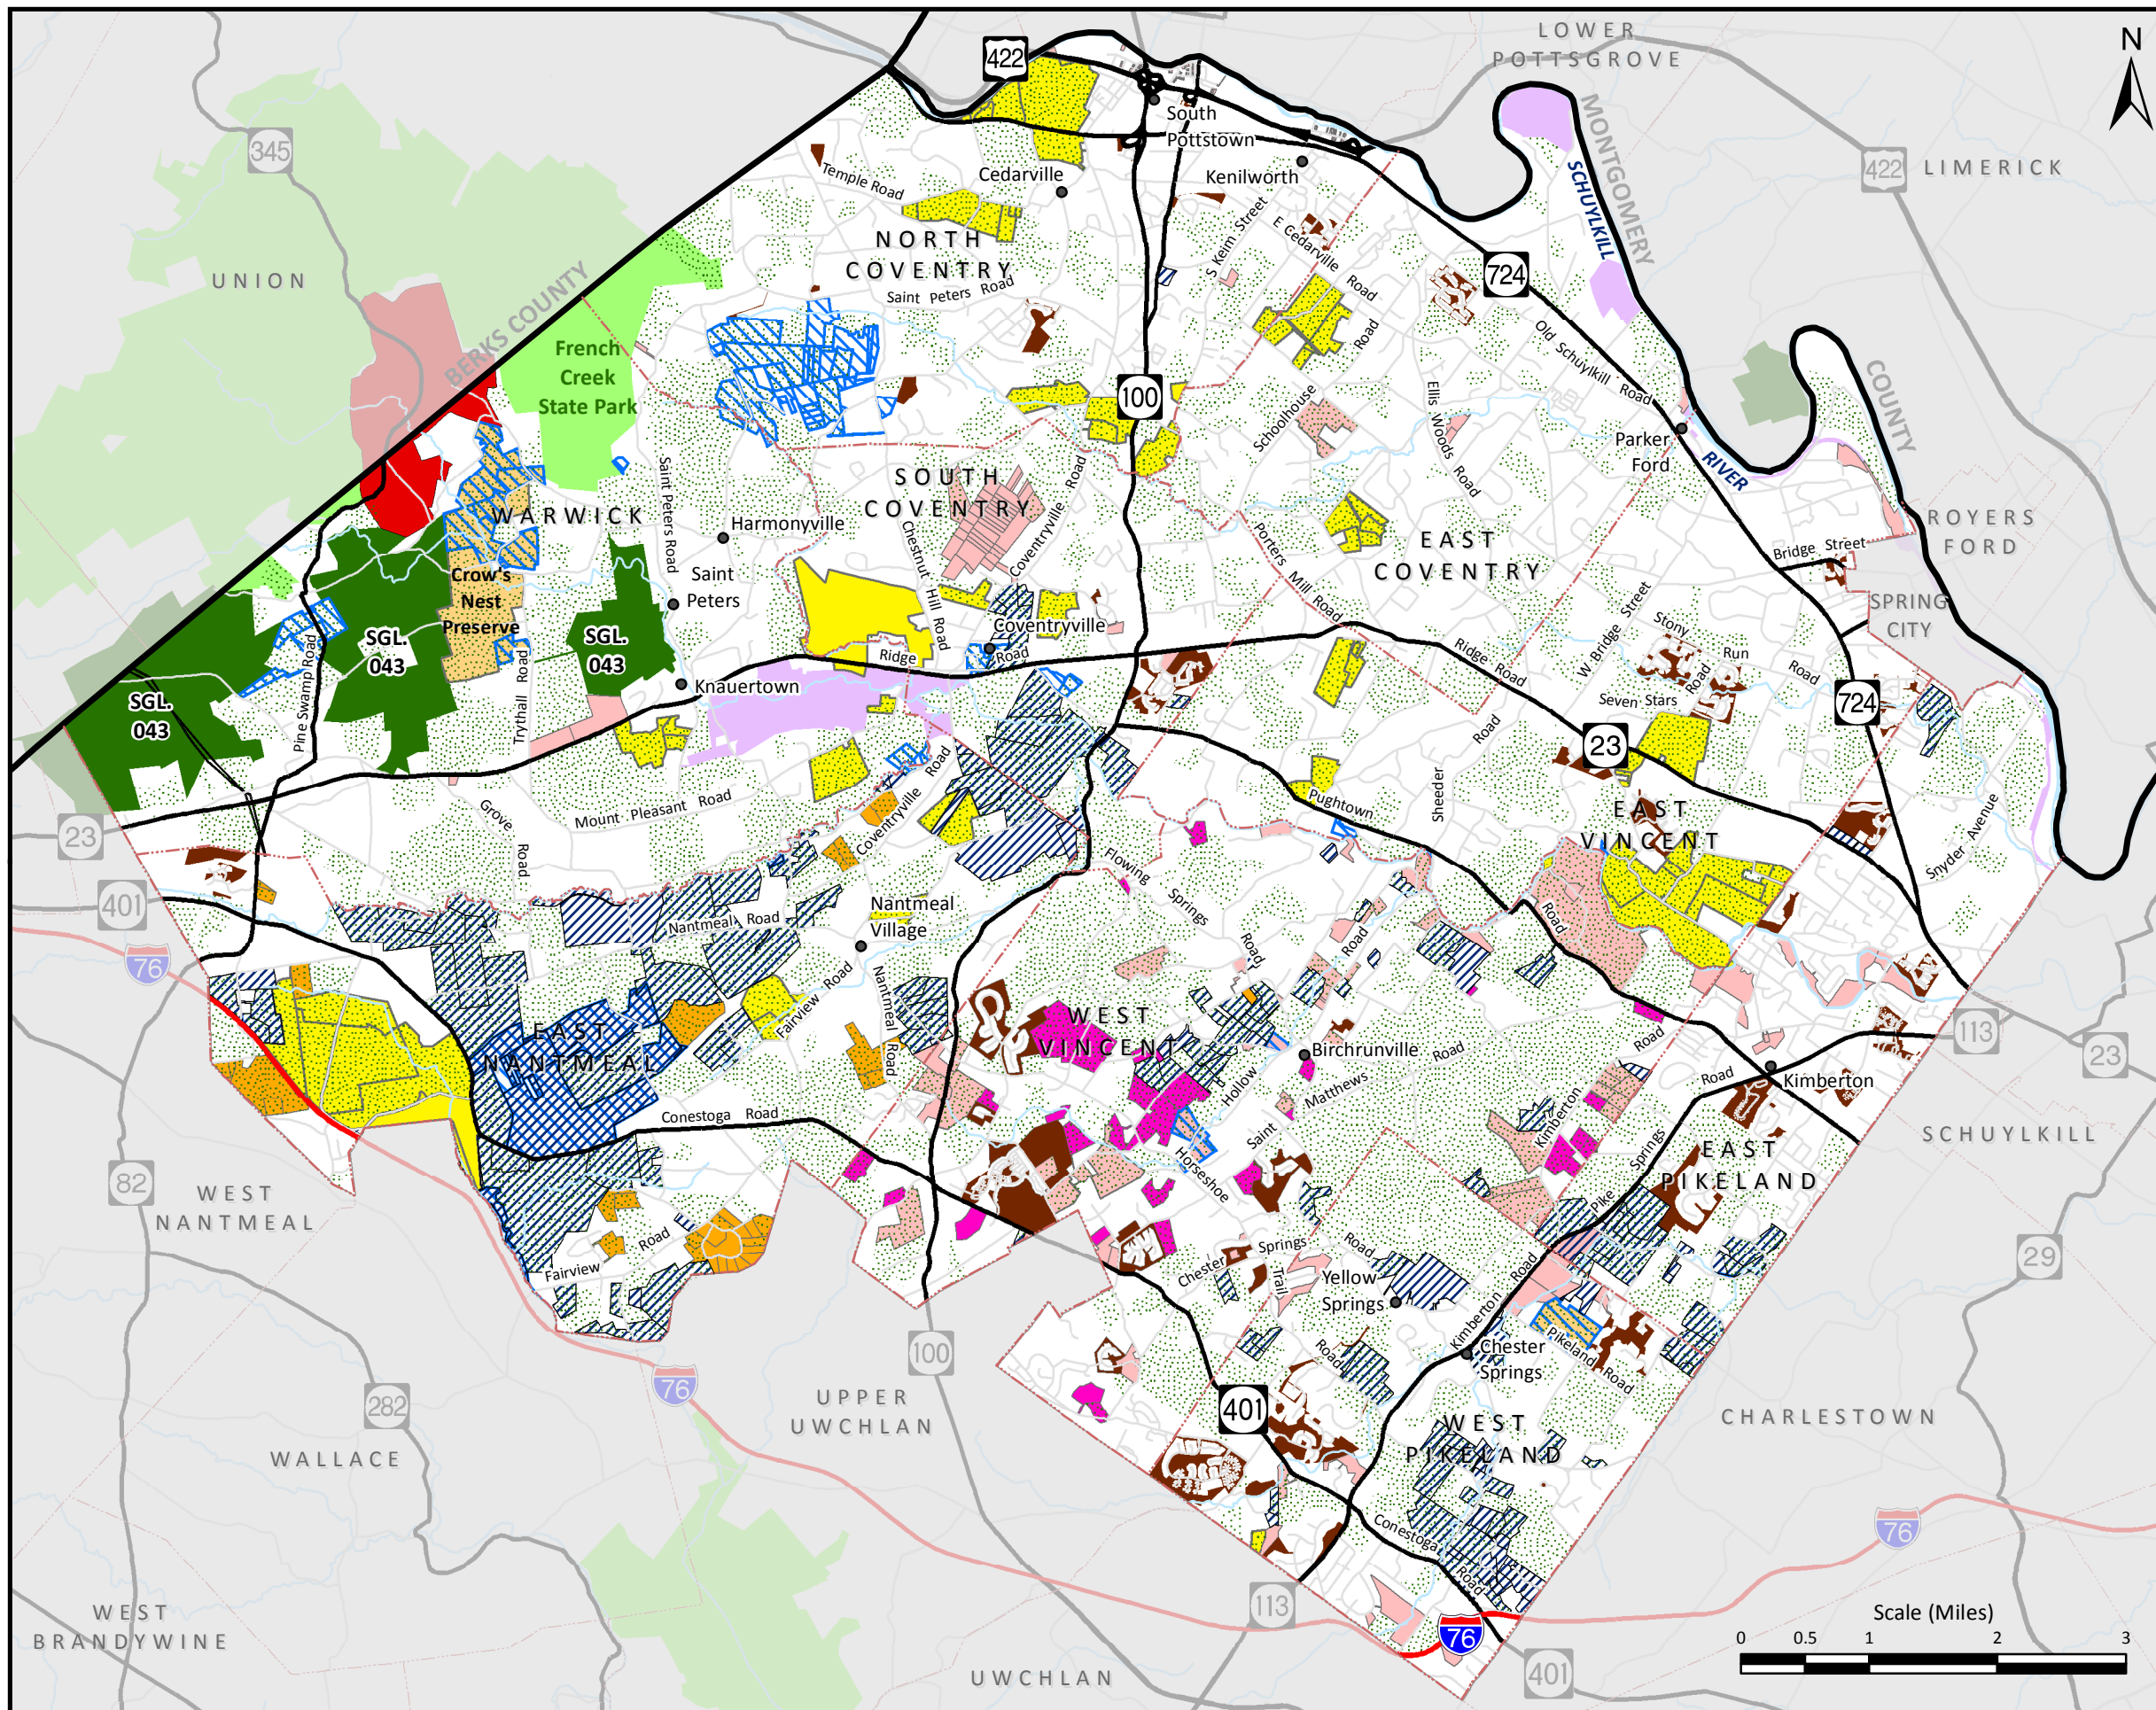 LOWER
POTTSGROVE
N
422
South
Pottstown
MONTGOMERY
345
Cedarville
Kenilworth
SCHUYLKILL
422
LIMERICK
Temple Road
S Keim Street
E Cedarville Road
NORTH
COVENTRY
UNION
724
Saint Peters Road
BERKS COUNTY
French
Creek
State Park
Old Schuylkill Road
Road
100
Schoolhouse
Ellis Woods Road
COUNTY
Parker
Ford
RIVER
SOUTH
COVENTRY
Saint Peters Road
WARWICK
Harmonyville
Chestnut Hill Road
Coventryville Road
Porters Mill Road
EAST
COVENTRY
ROYERS
FORD
Bridge Street
Crow's
Nest
Preserve
Saint
Peters
SGL.
043
SGL.
043
Coventryville
W Bridge Street
SPRING
CITY
Stony Run Road
Pine Swamp Road
Trythall Road
Ridge Road
Ridge Road
Knauertown
Seven Stars Road
SGL.
043
724
23
Road
Sheeder
Pughtown
Mount Pleasant Road
Coventryville Road
Grove Road
EAST
VINCENT
Snyder Avenue
23
Flowing Springs Road
401
Nantmeal Road
Nantmeal
Village
Road
76
Road
Fairview Road
Nantmeal Road
WEST
VINCENT
EAST
NANTMEAL
Birchrunville
113
23
Hollow
Matthews Road
Road
Kimberton
Road
Kimberton
Conestoga Road
Saint
Horseshoe
SCHUYLKILL
EAST
PIKELAND
Springs
Pike
82
WEST
NANTMEAL
Fairview Road
Chester Springs
Trail
Road
Yellow
Springs
29
Kimberton Road
Pikeland Road
Chester
Springs
Road
100
76
282
UPPER
UWCHLAN
401
WEST
PIKELAND
CHARLESTOWN
WALLACE
76
Conestoga Road
WEST
BRANDYWINE
113
76
401
UWCHLAN
Scale (Miles)
0 0.5 1 2 3